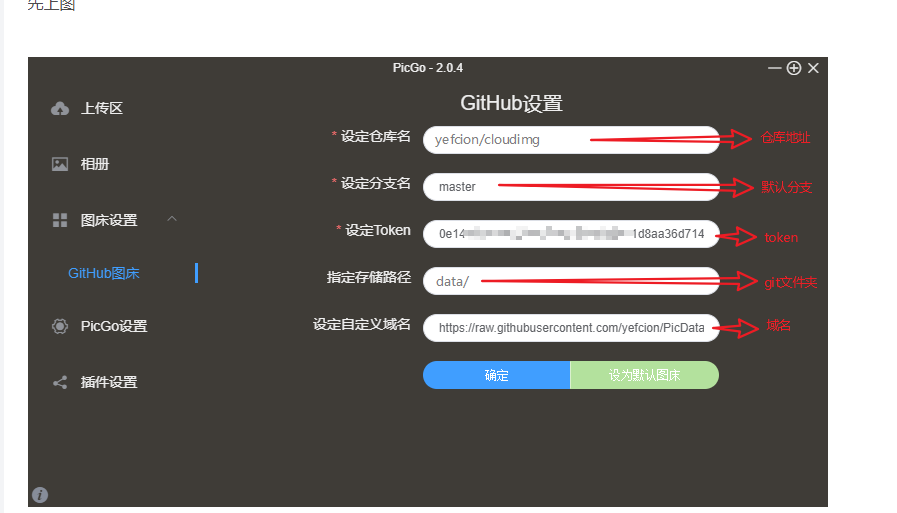 先上图
PicGo - 2.0.4
上传区
相册
图床设置
GitHub图床
PicGo设置
插件设置
GitHub设置
* 设定仓库名 yefcion/cloudimg 仓库地址
* 设定分支名 master 默认分支
* 设定Token 0e14 1d8aa36d714 token
指定存储路径 data/ git文件夹
设定自定义域名 https://raw.githubusercontent.com/yefcion/PicData 域名
确定 设为默认图床